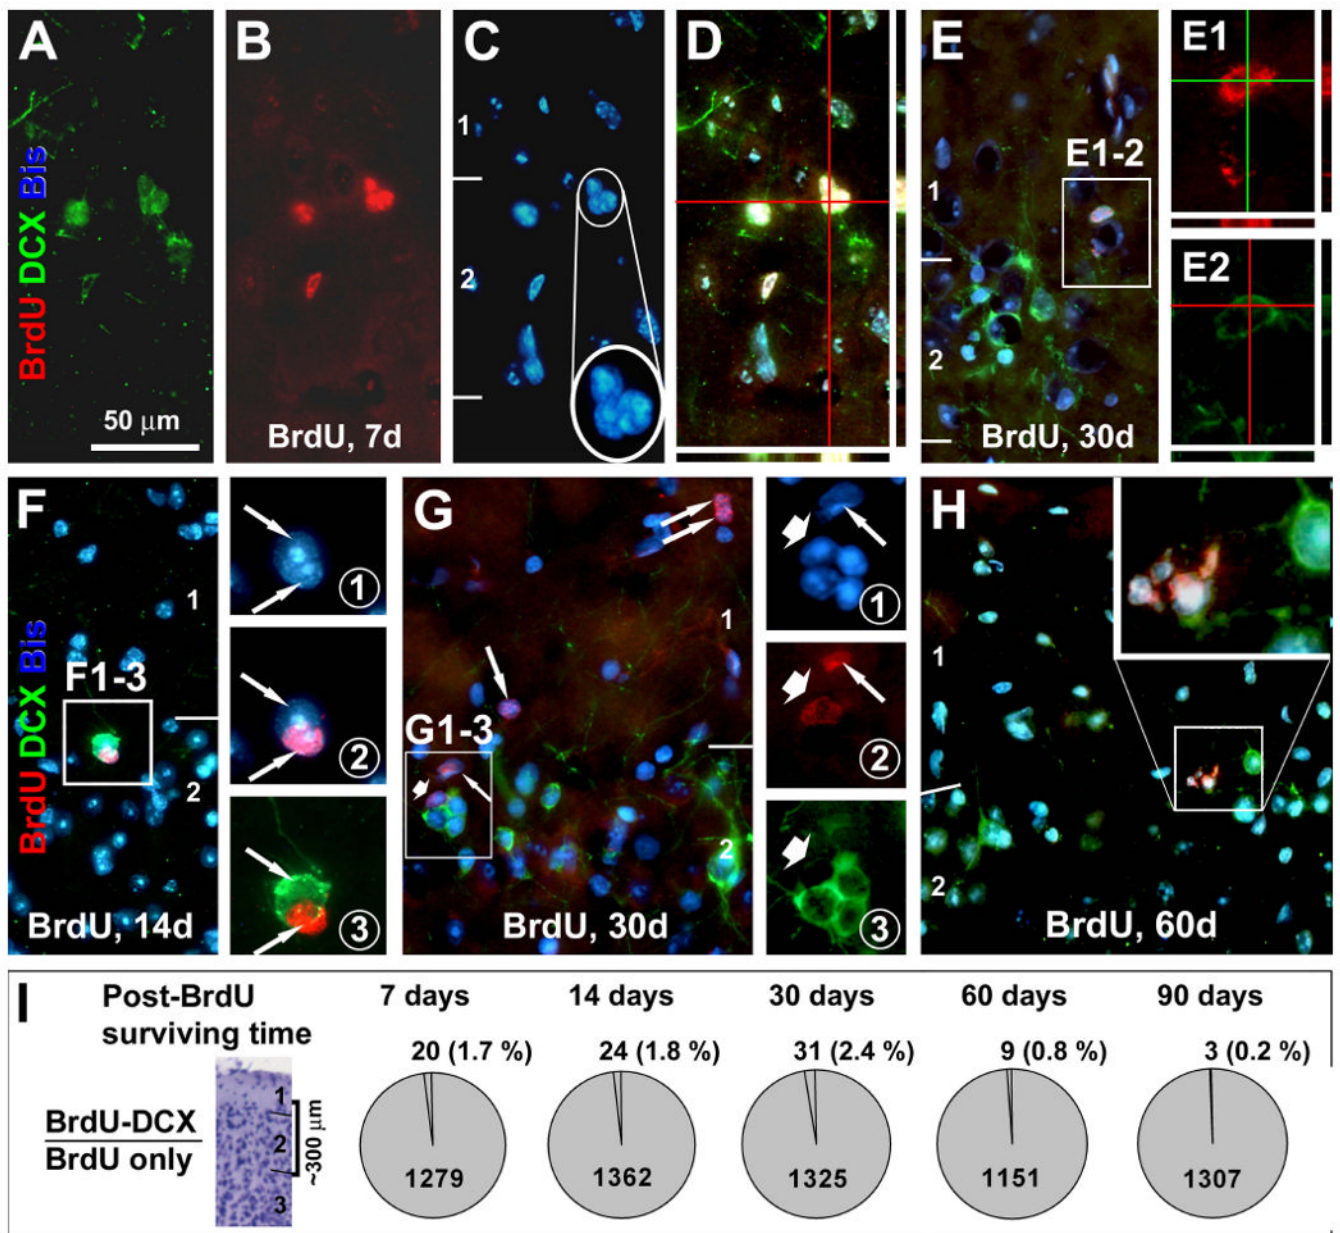 A
B
C
D
E
E1
BrdU DCX Bis
1
2
E1-2
1
2
E2
50 μm
BrdU, 7d
BrdU, 30d
F
1
G
1
H
BrdU DCX Bis
1
F1-3
2
2
G1-3
1
2
1
2
3
2
3
BrdU, 14d
BrdU, 30d
BrdU, 60d
I
Post-BrdU
surviving time
7 days
14 days
30 days
60 days
90 days
20 (1.7 %)
24 (1.8 %)
31 (2.4 %)
9 (0.8 %)
3 (0.2 %)
BrdU-DCX
BrdU only
1
2
3
~300 μm
1279
1362
1325
1151
1307